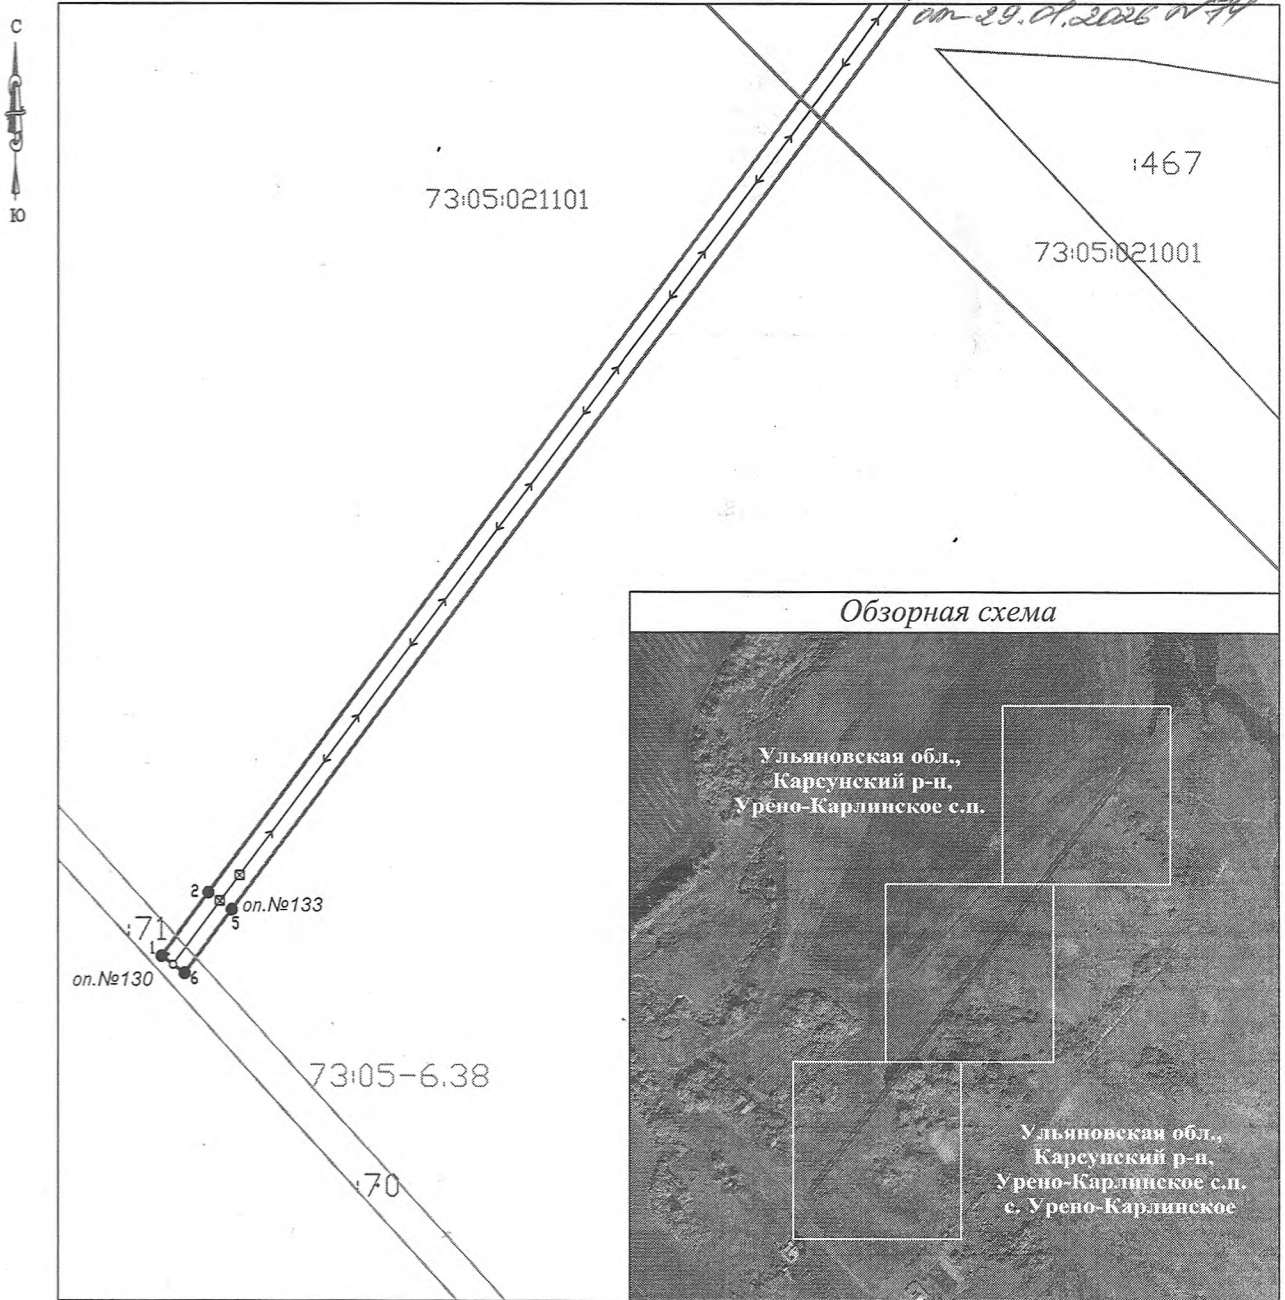 от 29.01.2026 №74
С
Ю
:467
73:05:021101
73:05:021001
Обзорная схема
Ульяновская обл.,
Карсунский р-н,
Урено-Карлинское с.п.
2
оп.№133
5
:71
1
6
оп.№130
73:05-6.38
:70
Ульяновская обл.,
Карсунский р-н,
Урено-Карлинское с.п.
с. Урено-Карлинское